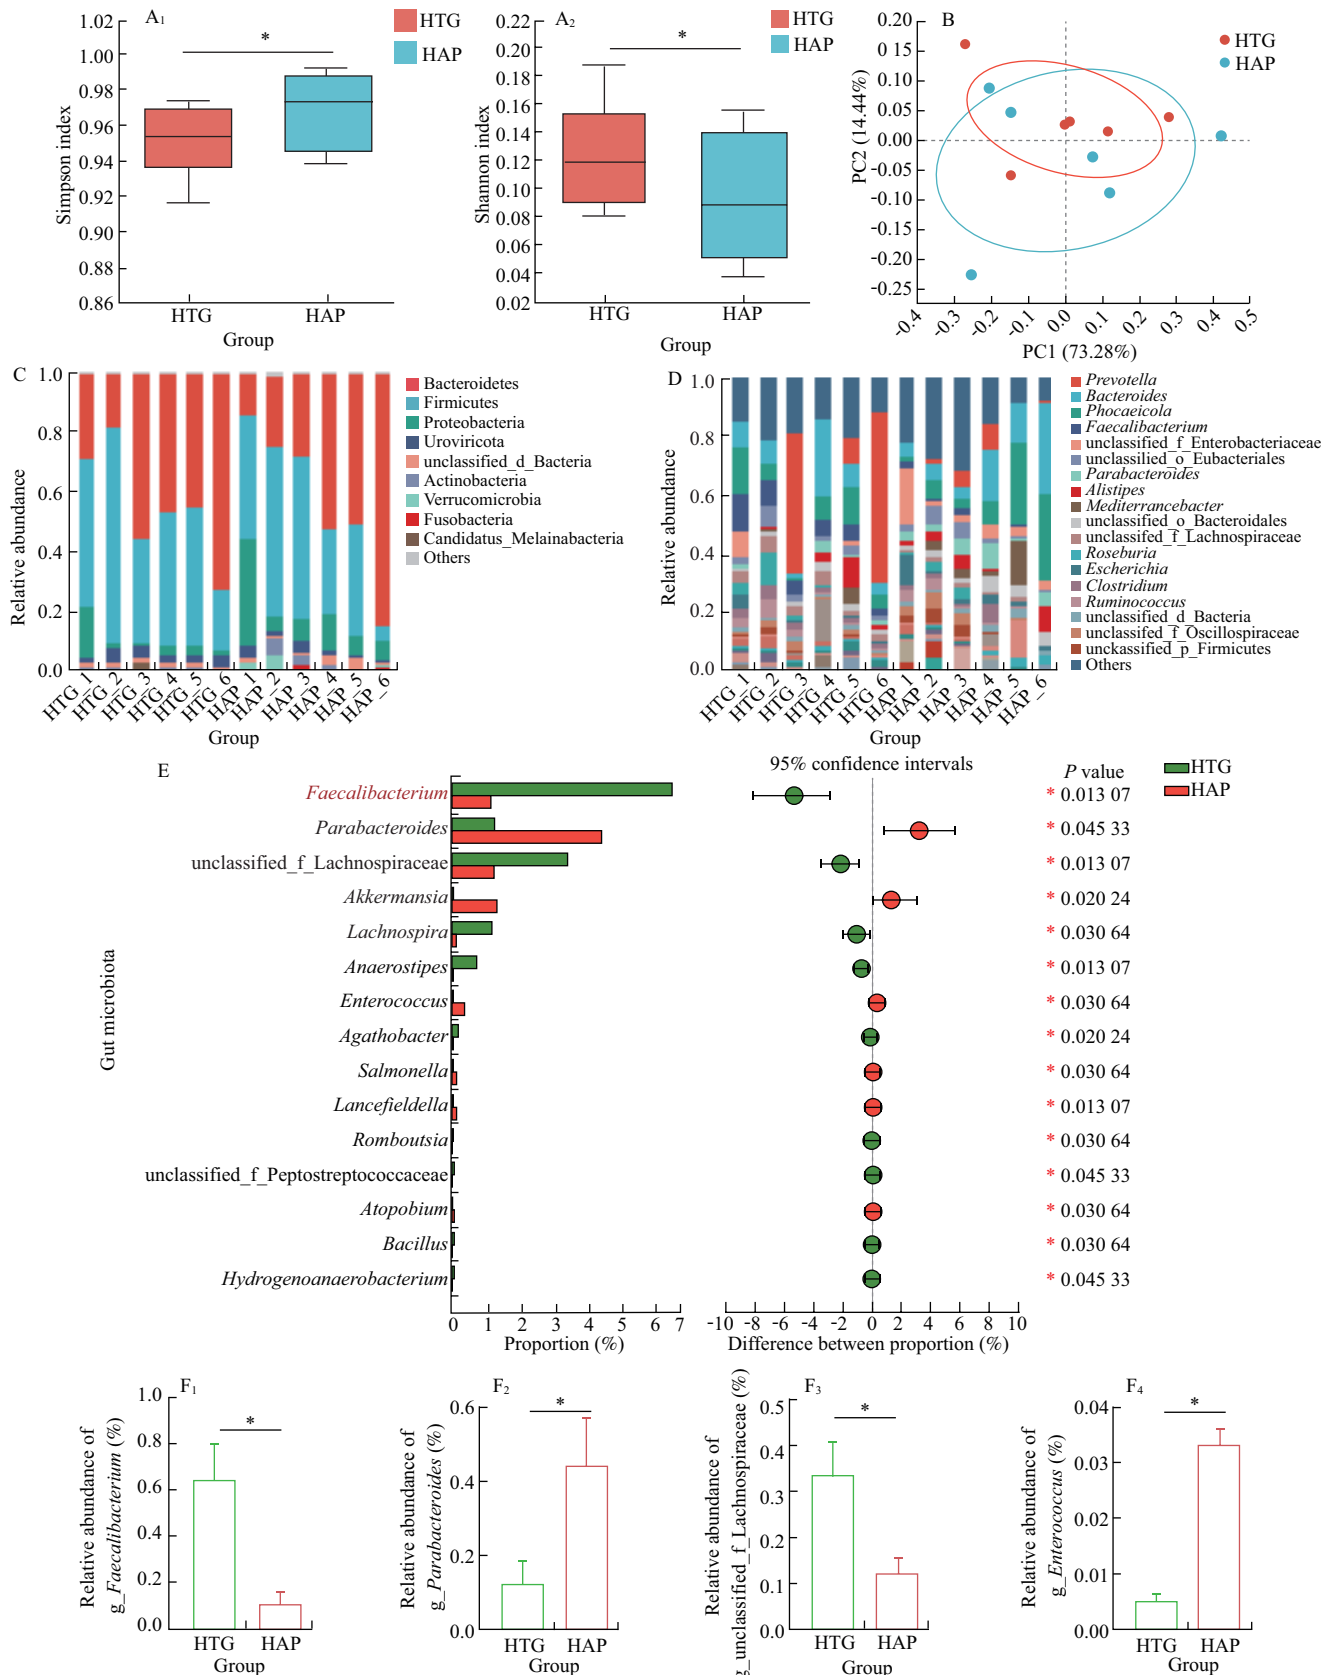 A1
HTG
HAP
*
1.02
1.00
0.98
0.96
0.94
0.92
0.90
0.88
0.86
Simpson index
HTG
HAP
Group
A2
HTG
HAP
*
0.22
0.20
0.18
0.16
0.14
0.12
0.10
0.08
0.06
0.04
0.02
Shannon index
HTG
HAP
Group
B
HTG
HAP
0.20
0.15
0.10
0.05
0.00
-0.05
-0.10
-0.15
-0.20
-0.25
PC2 (14.44%)
-0.4
-0.3
-0.2
-0.1
0.0
0.1
0.2
0.3
0.4
0.5
PC1 (73.28%)
C
1.0
0.8
0.6
0.4
0.2
0.0
Relative abundance
HTG_1
HTG_2
HTG_3
HTG_4
HTG_5
HTG_6
HAP_1
HAP_2
HAP_3
HAP_4
HAP_5
HAP_6
Group
Bacteroidetes
Firmicutes
Proteobacteria
Uroviricota
unclassified_d_Bacteria
Actinobacteria
Verrucomicrobia
Fusobacteria
Candidatus_Melainabacteria
Others
D
1.0
0.8
0.6
0.4
0.2
0.0
Relative abundance
HTG_1
HTG_2
HTG_3
HTG_4
HTG_5
HTG_6
HAP_1
HAP_2
HAP_3
HAP_4
HAP_5
HAP_6
Group
Prevotella
Bacteroides
Phocaeicola
Faecalibacterium
unclassified_f_Enterobacteriaceae
unclassilied_o_Eubacteriales
Parabacteroides
Alistipes
Mediterrancebacter
unclassified_o_Bacteroidales
unclassifed_f_Lachnospiraceae
Roseburia
Escherichia
Clostridium
Ruminococcus
unclassified_d_Bacteria
unclassifed_f_Oscillospiraceae
unckassified_p_Firmicutes
Others
E
95% confidence intervals
P value
HTG
HAP
Gut microbiota
Faecalibacterium
* 0.013 07
Parabacteroides
* 0.045 33
unclassified_f_Lachnospiraceae
* 0.013 07
Akkermansia
* 0.020 24
Lachnospira
* 0.030 64
Anaerostipes
* 0.013 07
Enterococcus
* 0.030 64
Agathobacter
* 0.020 24
Salmonella
* 0.030 64
Lancefieldella
* 0.013 07
Romboutsia
* 0.030 64
unclassified_f_Peptostreptococcaceae
* 0.045 33
Atopobium
* 0.030 64
Bacillus
* 0.030 64
Hydrogenoanaerobacterium
* 0.045 33
0 1 2 3 4 5 6 7
Proportion (%)
-10 -8 -6 -4 -2 0 2 4 6 8 10
Difference between proportion (%)
F1
*
1.0
0.8
0.6
0.4
0.2
0.0
Relative abundance of
g_Faecalibacterium (%)
HTG
HAP
Group
F2
*
0.6
0.4
0.2
0.0
Relative abundance of
g_Parabacteroides (%)
HTG
HAP
Group
F3
*
0.5
0.4
0.3
0.2
0.1
0.0
Relative abundance of
g_unclassified_f_Lachnospiraceae (%)
HTG
HAP
Group
F4
*
0.04
0.03
0.02
0.01
0.00
Relative abundance of
g_Enterococcus (%)
HTG
HAP
Group